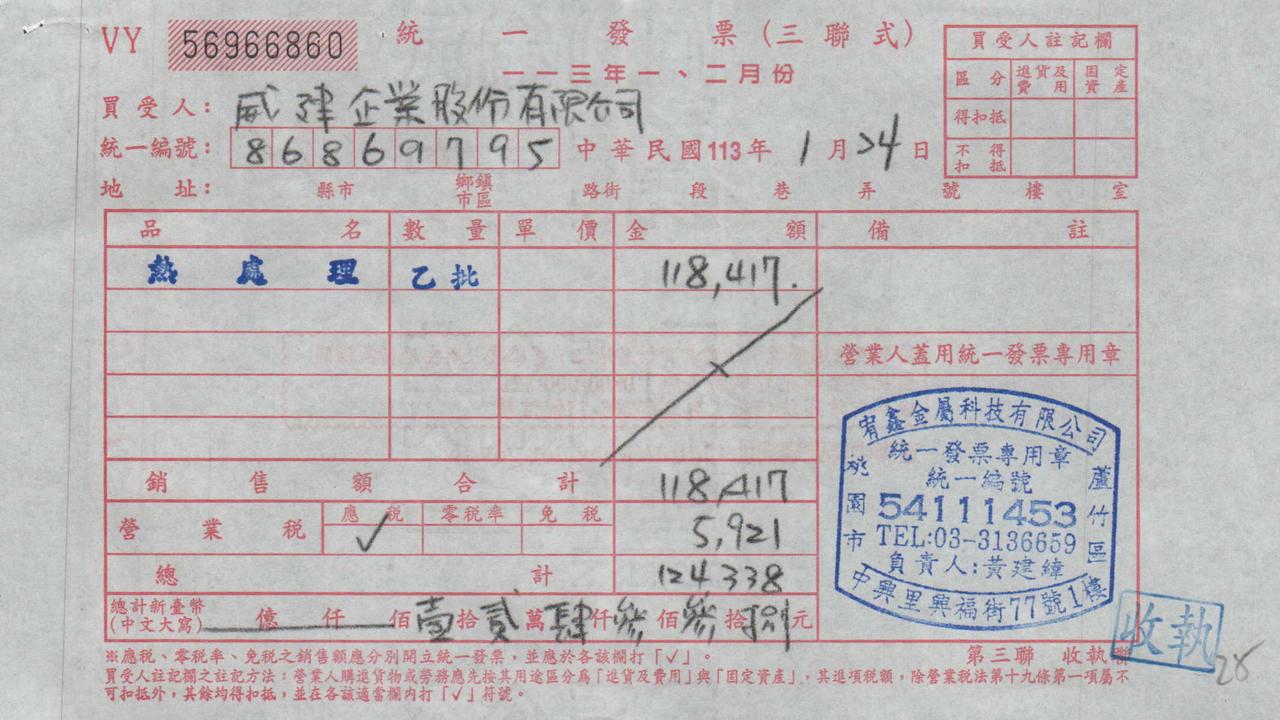 VY 56966860 統一發票(三聯式)
一一三年一、二月份
買受人註記欄
區分 進貨及費用 固定資產
得扣抵
不得扣抵
買受人: 威建企業股份有限公司
統一編號: 86869795 中華民國113年1月24日
地址: 縣市 鄉鎮市區 路街 段 巷 弄 號 樓 室
品名 數量 單價 金額 備註
熱處理 乙批 118,417.
營業人蓋用統一發票專用章
銷售額合計 118,417
營業稅 應稅 零稅率 免稅
✓ 5,921
總計 124338
總計新臺幣(中文大寫) 億 仟 佰壹拾貳萬肆仟參佰參拾捌元
宥鑫金屬科技有限公司
統一發票專用章
統一編號
54111453
TEL:03-3136659
負責人:黃建緯
桃園市
蘆竹區
中興里興福街77號1樓
※應稅、零稅率、免稅之銷售額應分別開立統一發票,並應於各該欄打「✓」。
第三聯 收執聯
收執
28
買受人註記欄之註記方法:營業人購進貨物或勞務應先按其用途區分為「進貨及費用」與「固定資產」,其進項稅額,除營業稅法第十九條第一項屬不
可扣抵外,其餘均得扣抵,並在各該適當欄內打「✓」符號。